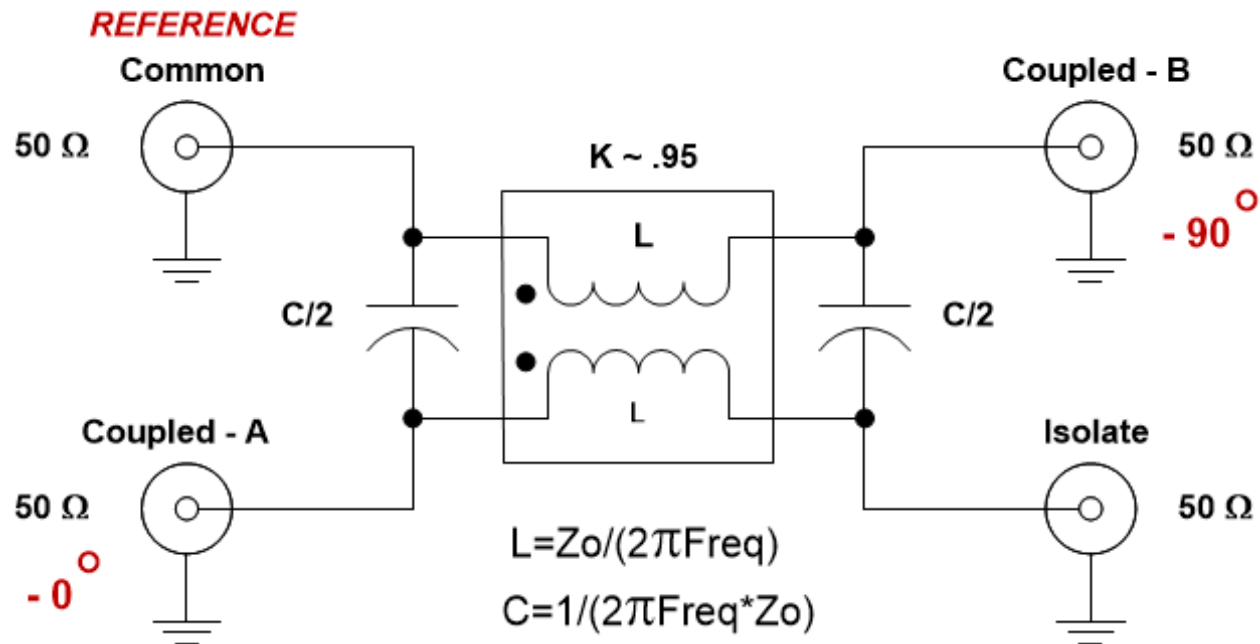 REFERENCE
Common
Coupled - B
50 Ω
K ~ .95
50 Ω
L
- 90°
C/2
C/2
L
Coupled - A
Isolate
50 Ω
50 Ω
L=Zo/(2πFreq)
- 0°
C=1/(2πFreq*Zo)